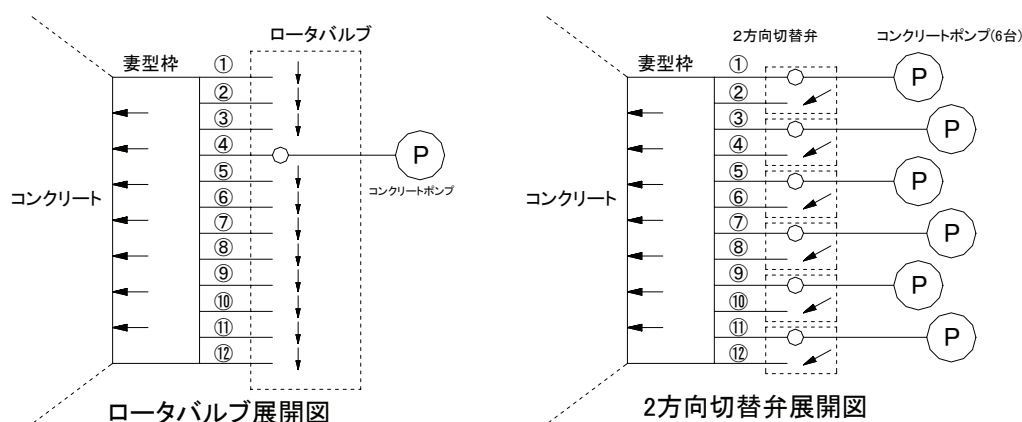 ロータバルブ
妻型枠
①
②
③
④
⑤
⑥
⑦
⑧
⑨
⑩
⑪
⑫
P
コンクリートポンプ
コンクリート
ロータバルブ展開図
2方向切替弁
コンクリートポンプ(6台)
妻型枠
①
②
③
④
⑤
⑥
⑦
⑧
⑨
⑩
⑪
⑫
P
P
P
P
P
P
コンクリート
2方向切替弁展開図